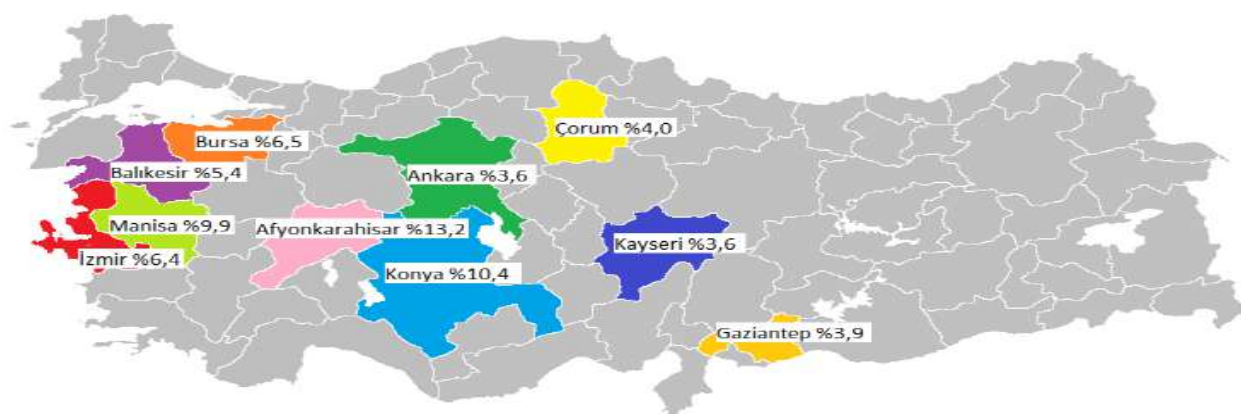 Çorum %4,0
Bursa %6,5
Balıkesir %5,4
Ankara %3,6
Manisa %9,9
Afyonkarahisar %13,2
İzmir %6,4
Konya %10,4
Kayseri %3,6
Gaziantep %3,9